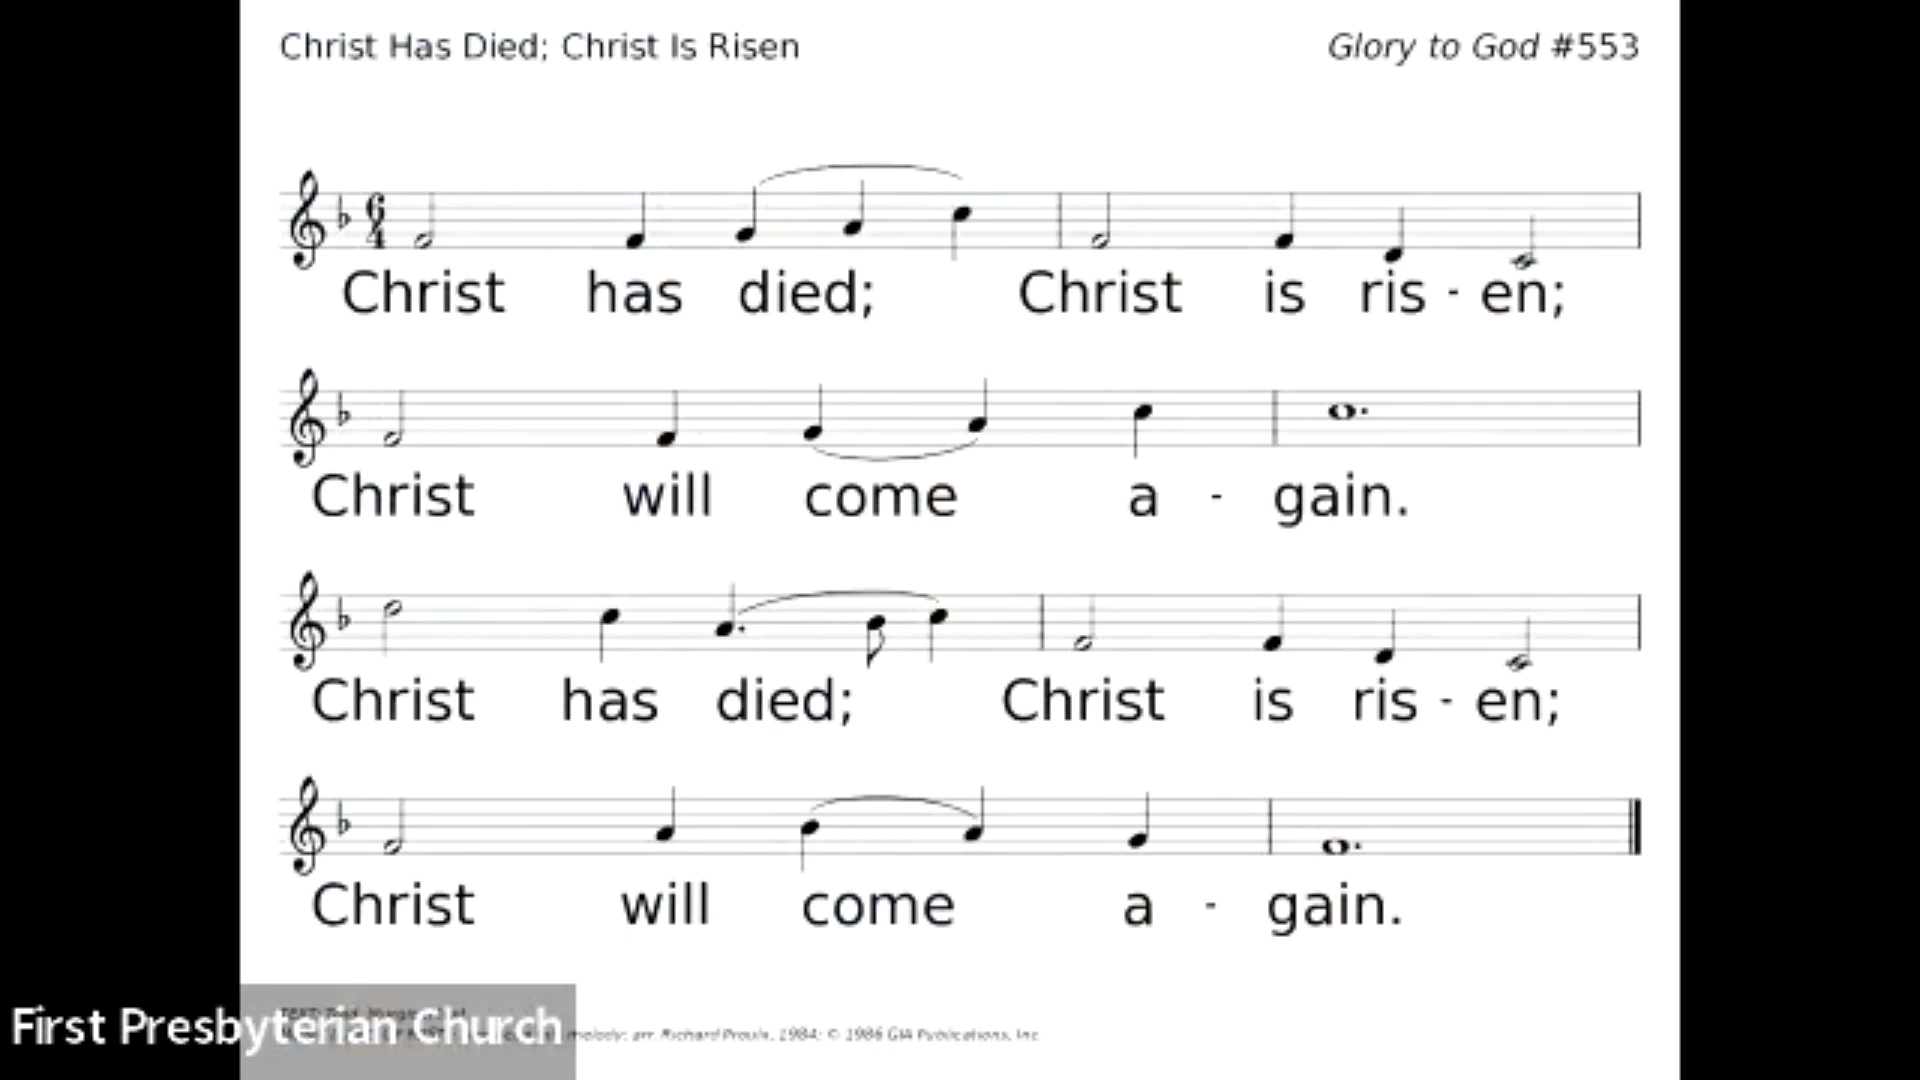 Christ Has Died; Christ Is Risen Glory to God #553
6
4
Christ has died; Christ is ris - en;
Christ will come a - gain.
Christ has died; Christ is ris - en;
Christ will come a - gain.
First Presbyterian Church
melody; arr. Richard Proulx, 1984; © 1986 GIA Publications, Inc